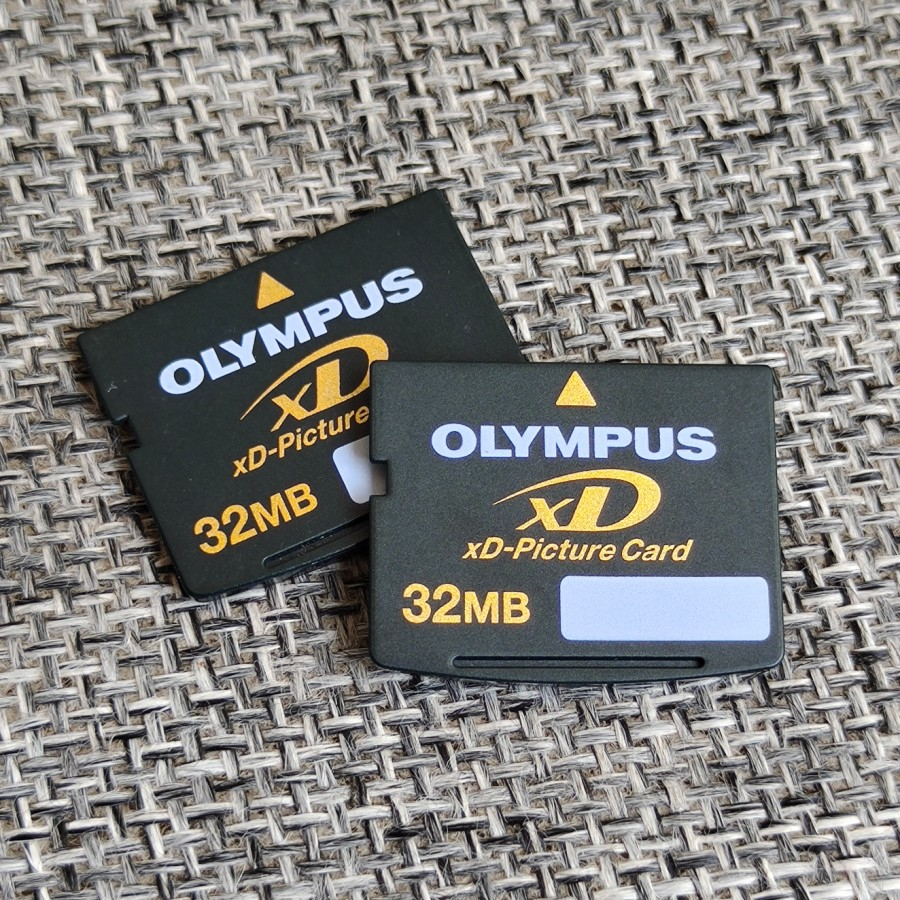 OLYMPUS
xD
xD-Picture
32MB
OLYMPUS
xD
xD-Picture Card
32MB